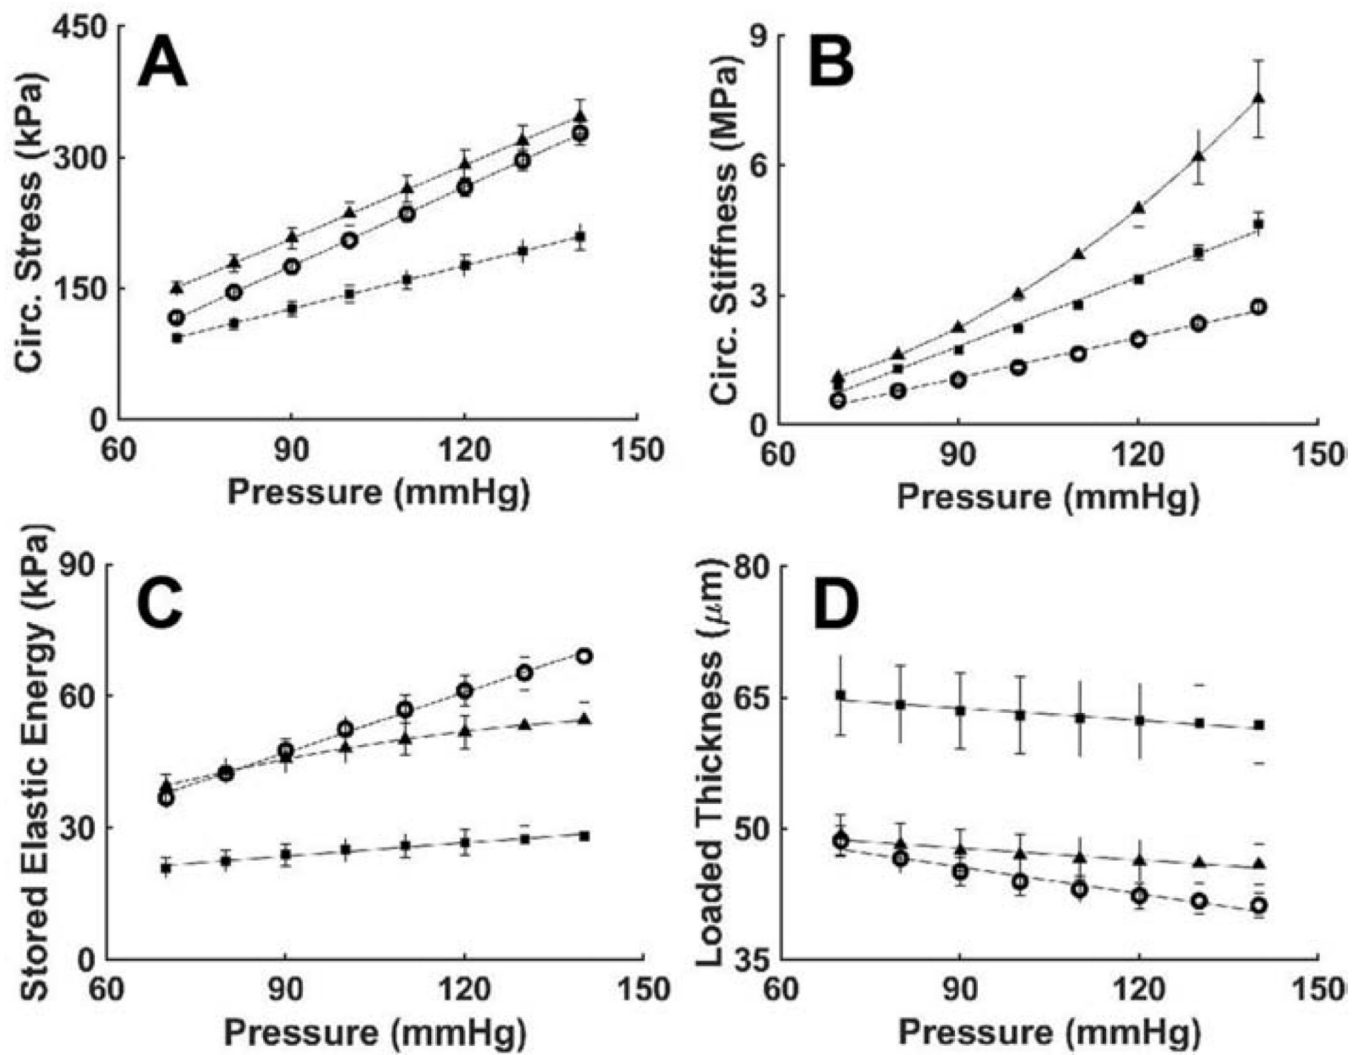 A
Circ. Stress (kPa)
450
300
150
0
60 90 120 150
Pressure (mmHg)
B
Circ. Stiffness (MPa)
9
6
3
0
60 90 120 150
Pressure (mmHg)
C
Stored Elastic Energy (kPa)
90
60
30
0
60 90 120 150
Pressure (mmHg)
D
Loaded Thickness (μm)
80
65
50
35
60 90 120 150
Pressure (mmHg)